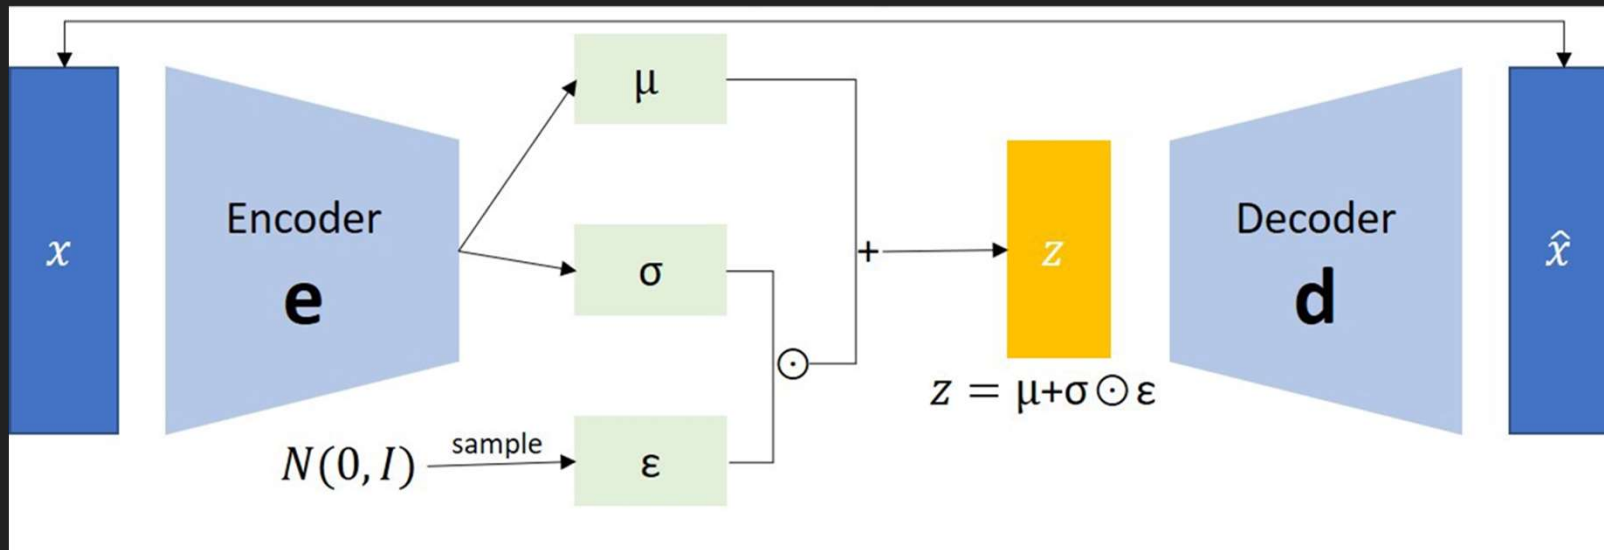 x
Encoder
e
μ
σ
N(0, I)
sample
ε
⊙
+
z
z = μ+σ⊙ε
Decoder
d
x̂